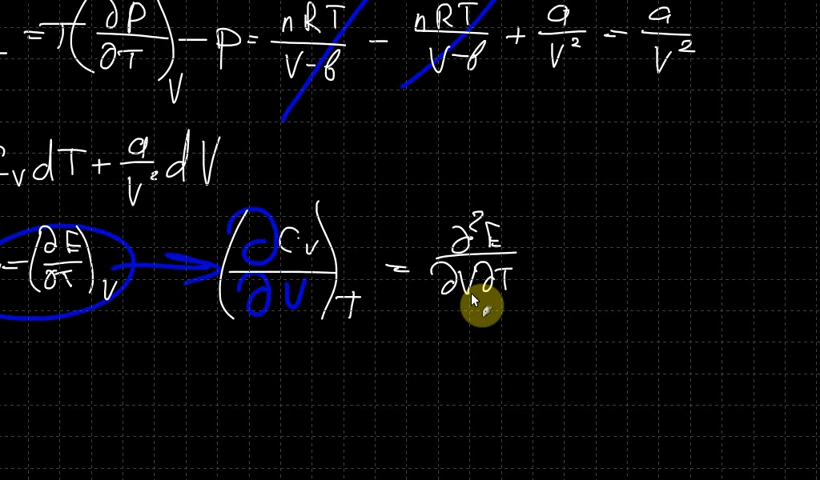 = T(∂P/∂T)_V − P = nRT/(V−b) − nRT/(V−b) + a/V² = a/V²
C_V dT + a/V² dV
= (∂E/∂T)_V → (∂C_V/∂V)_T = ∂²E/∂V∂T